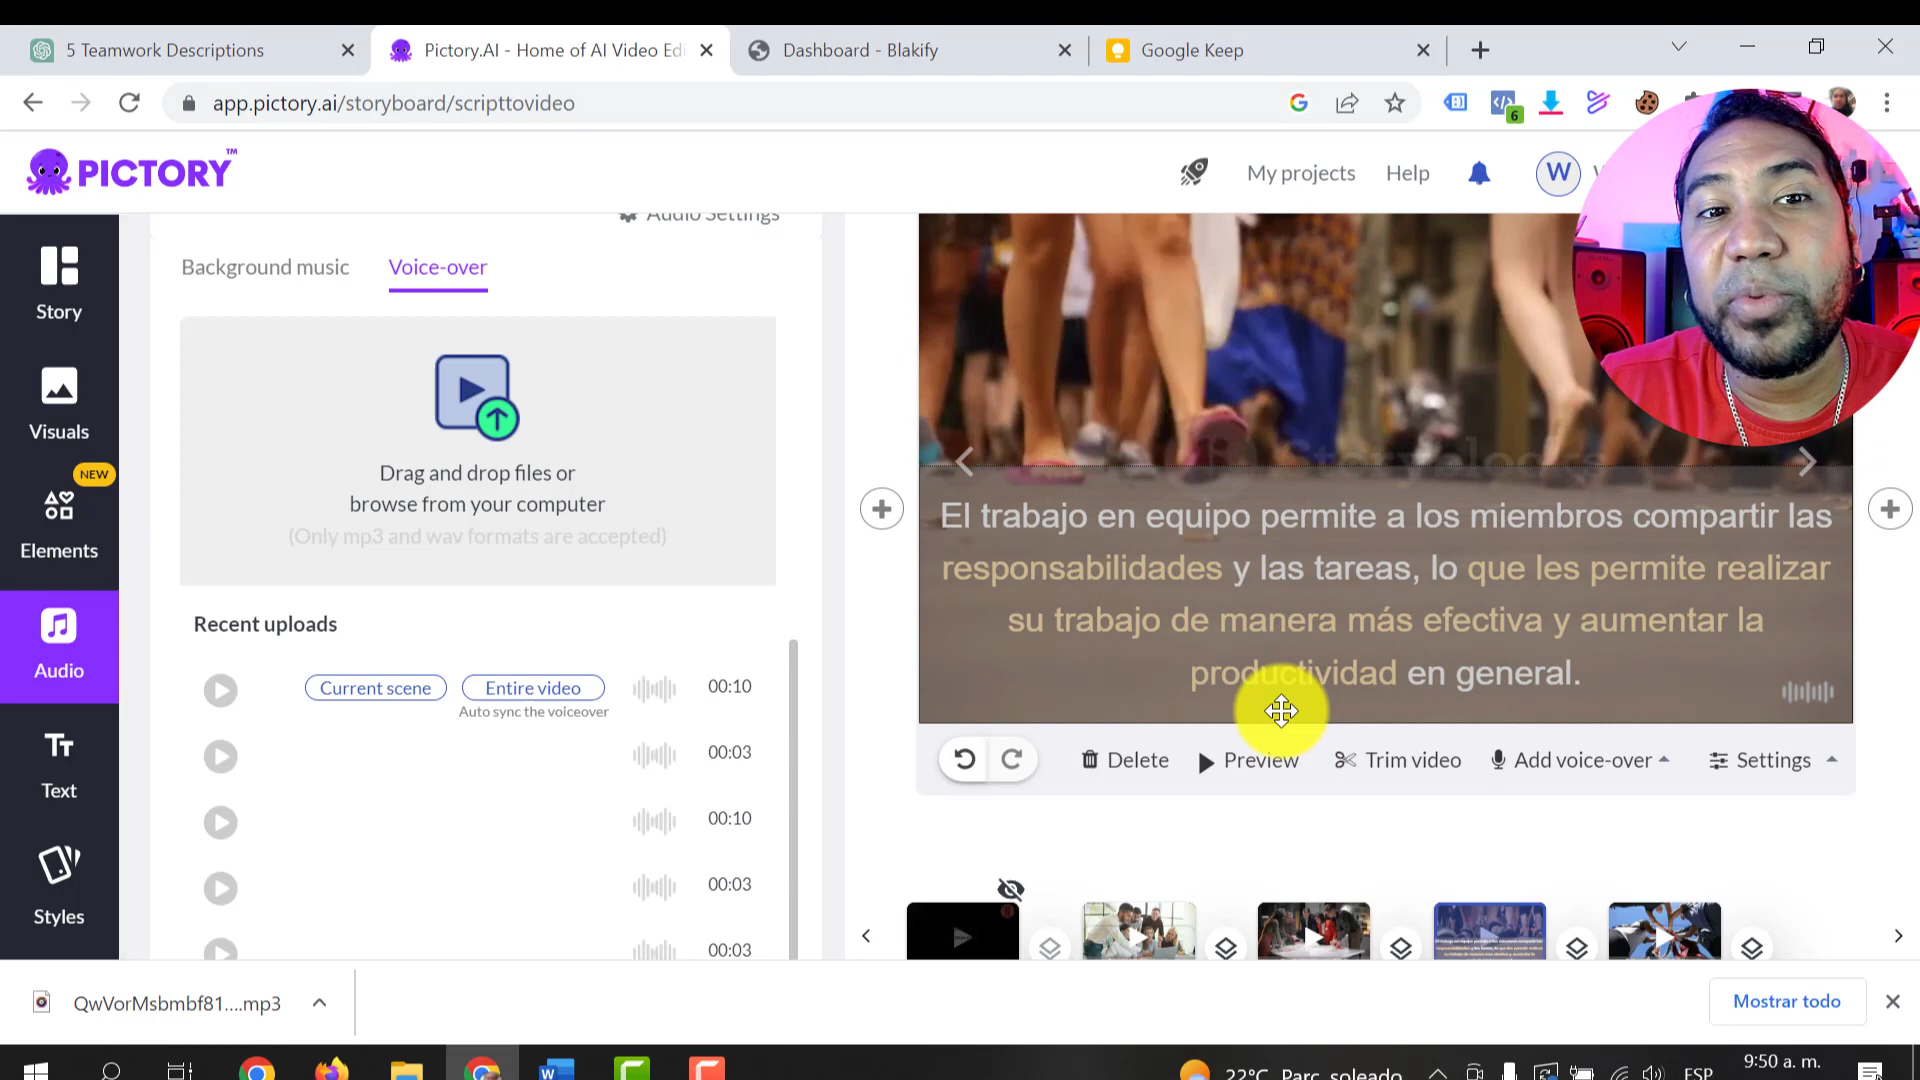 5 Teamwork Descriptions
Pictory.AI - Home of AI Video Edi
Dashboard - Blakify
Google Keep
app.pictory.ai/storyboard/scripttovideo
6
PICTORY™
My projects
Help
W
Audio Settings
Story
Background music
Voice-over
Visuals
Drag and drop files or
browse from your computer
(Only mp3 and wav formats are accepted)
NEW
Elements
El trabajo en equipo permite a los miembros compartir las
responsabilidades y las tareas, lo que les permite realizar
su trabajo de manera más efectiva y aumentar la
productividad en general.
Recent uploads
Audio
Current scene
Entire video
00:10
Auto sync the voiceover
00:03
Delete
Preview
Trim video
Add voice-over
Settings
Text
00:10
00:03
Styles
00:03
QwVorMsbmbf81....mp3
Mostrar todo
22°C Parc. soleado
ESP
9:50 a. m.